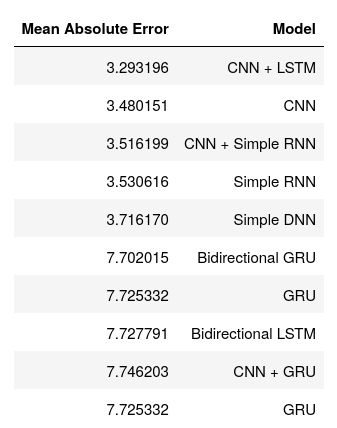 Mean Absolute Error Model
3.293196 CNN + LSTM
3.480151 CNN
3.516199 CNN + Simple RNN
3.530616 Simple RNN
3.716170 Simple DNN
7.702015 Bidirectional GRU
7.725332 GRU
7.727791 Bidirectional LSTM
7.746203 CNN + GRU
7.725332 GRU